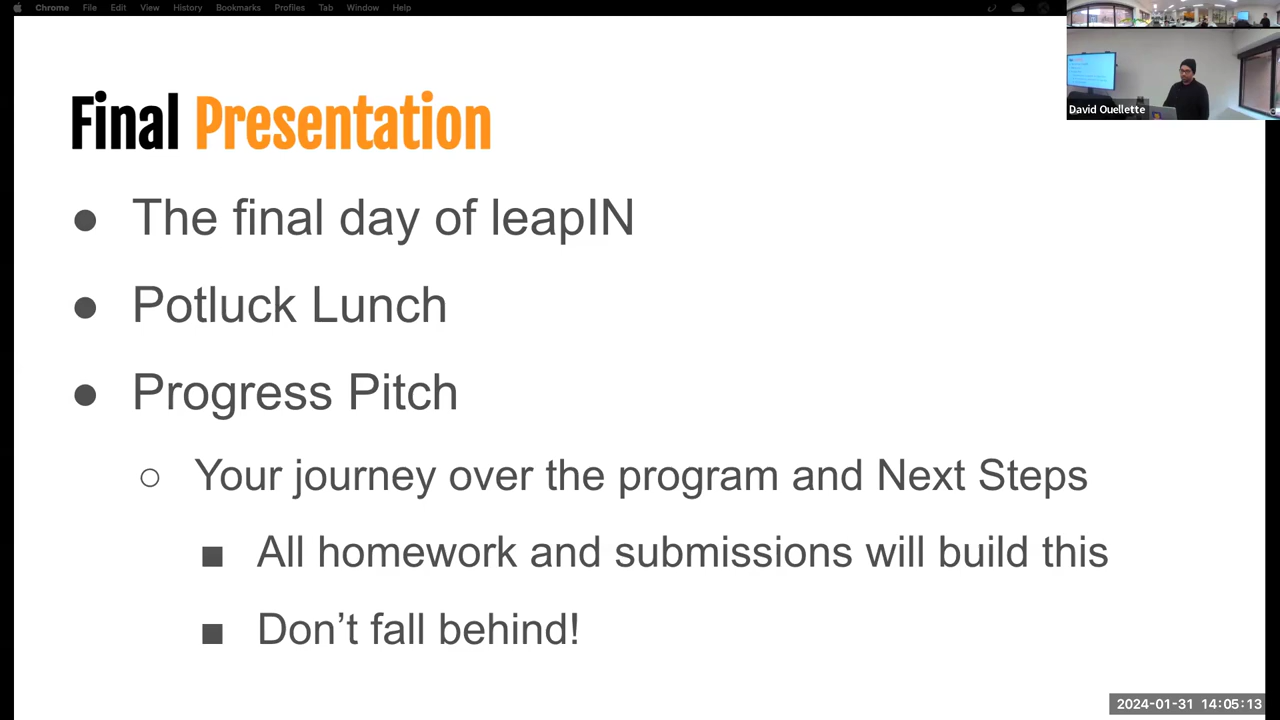 Chrome File Edit View History Bookmarks Profiles Tab Window Help
David Ouellette
Final Presentation
● The final day of leapIN
● Potluck Lunch
● Progress Pitch
○ Your journey over the program and Next Steps
■ All homework and submissions will build this
■ Don’t fall behind!
2024-01-31 14:05:13